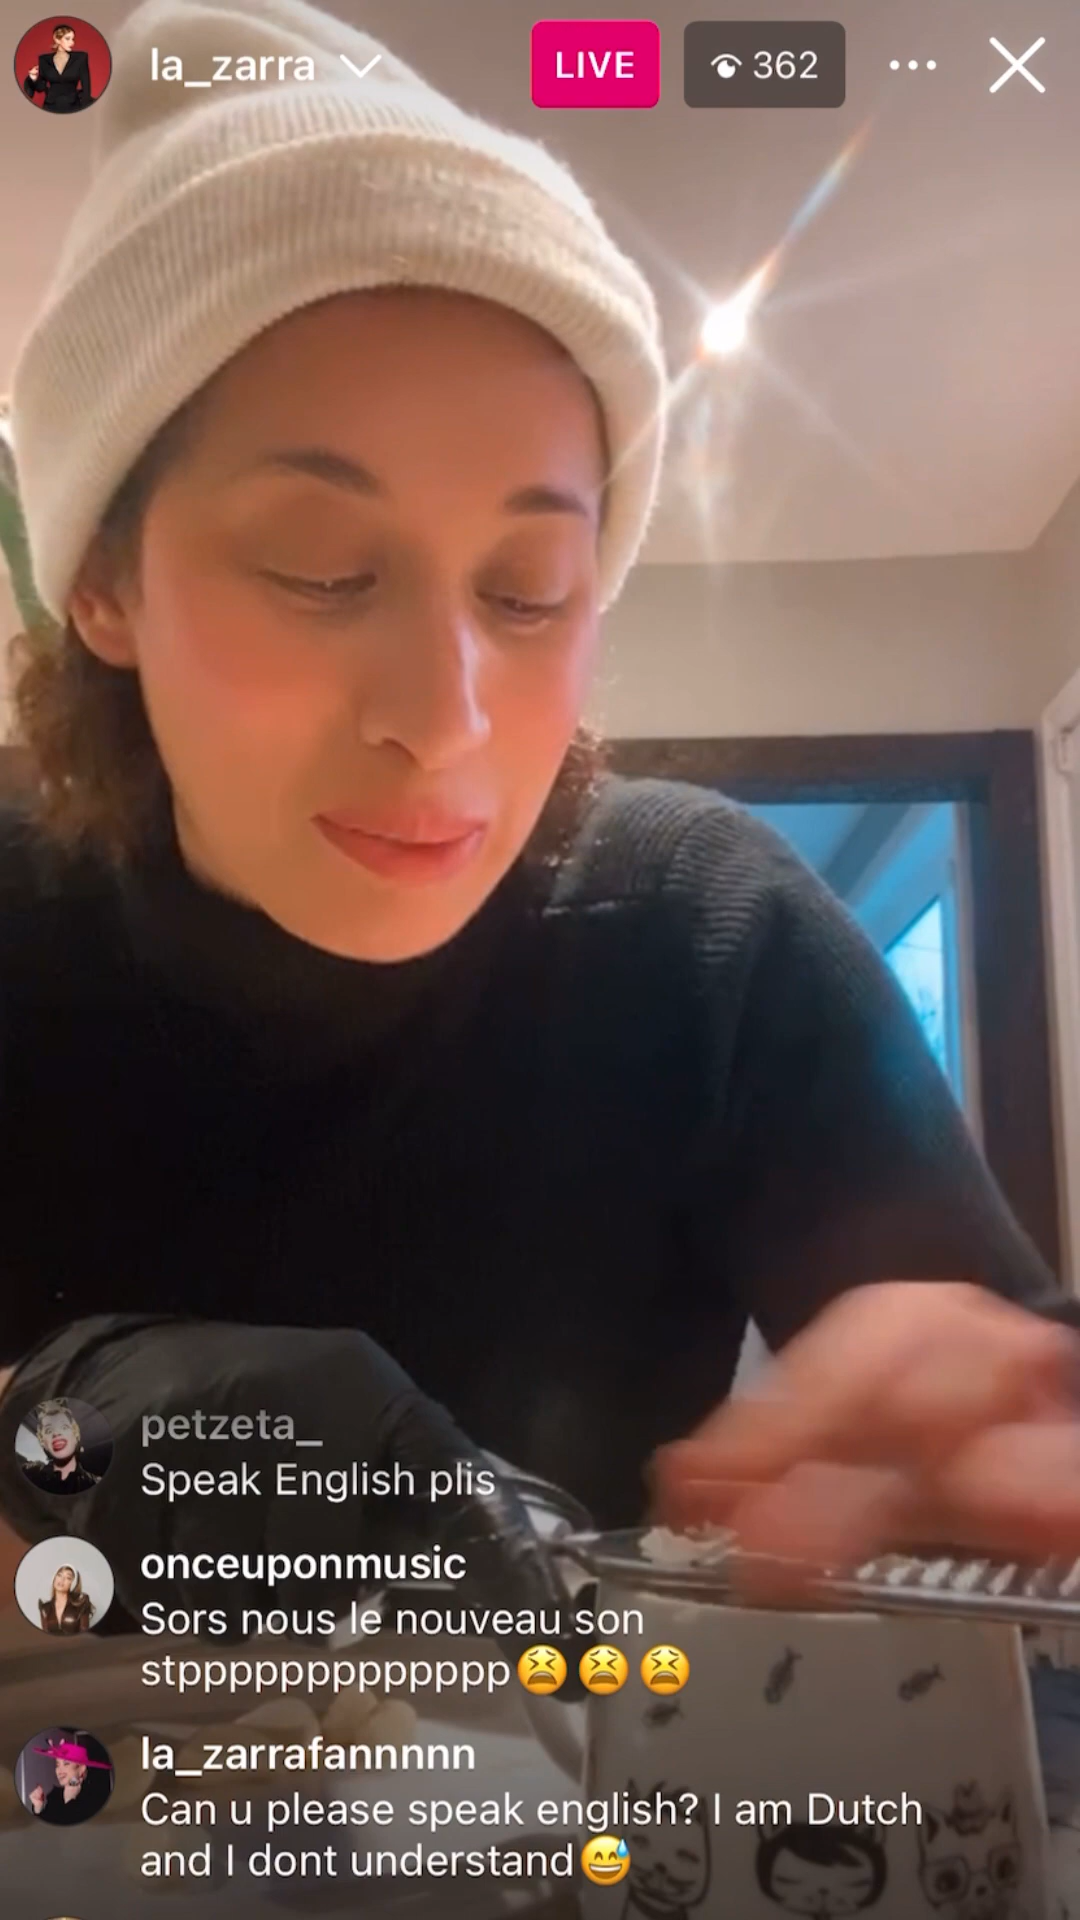 la_zarra
LIVE
362
petzeta_
Speak English plis
onceuponmusic
Sors nous le nouveau son
stpppppppppppppp😫😫😫
la_zarrafannnnn
Can u please speak english? I am Dutch
and I dont understand😅